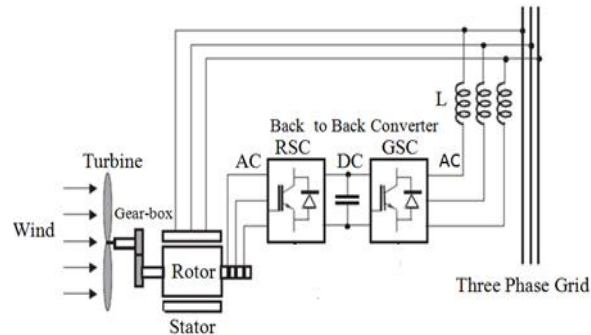 L
Back to Back Converter
RSC
GSC
AC
DC
AC
Turbine
Gear-box
Wind
Rotor
Stator
Three Phase Grid